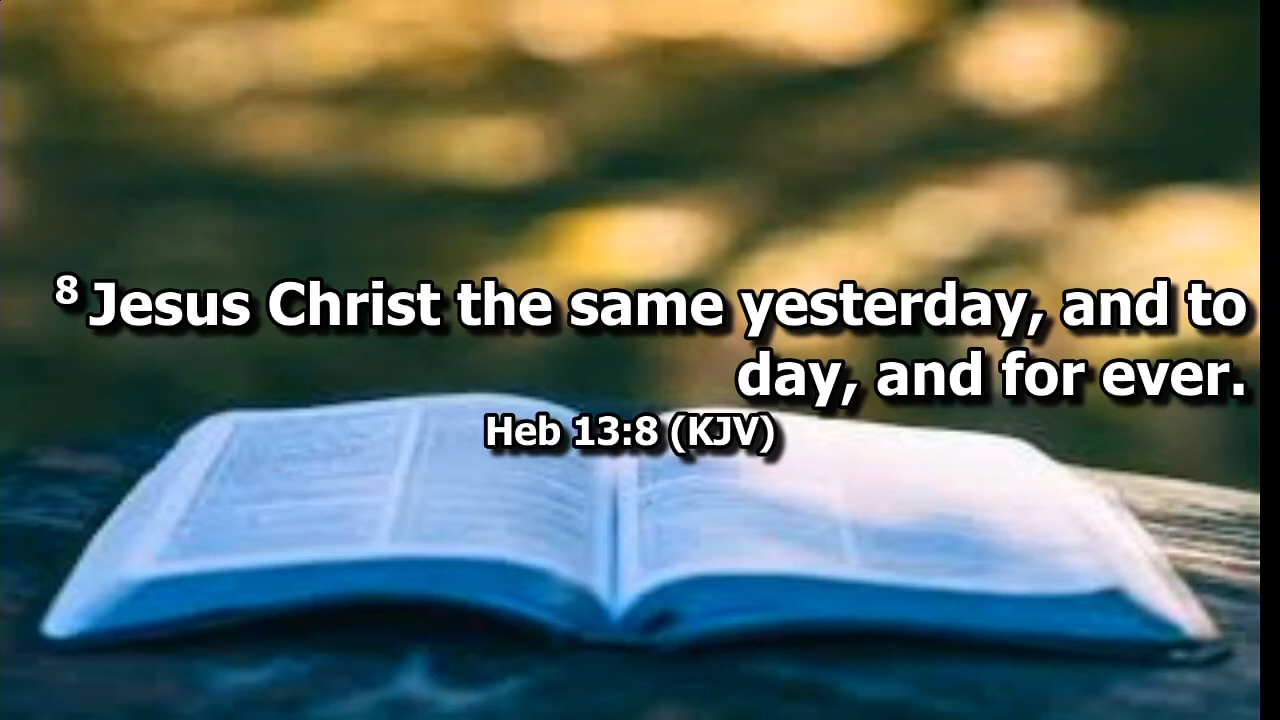 8 Jesus Christ the same yesterday, and to
day, and for ever.
Heb 13:8 (KJV)